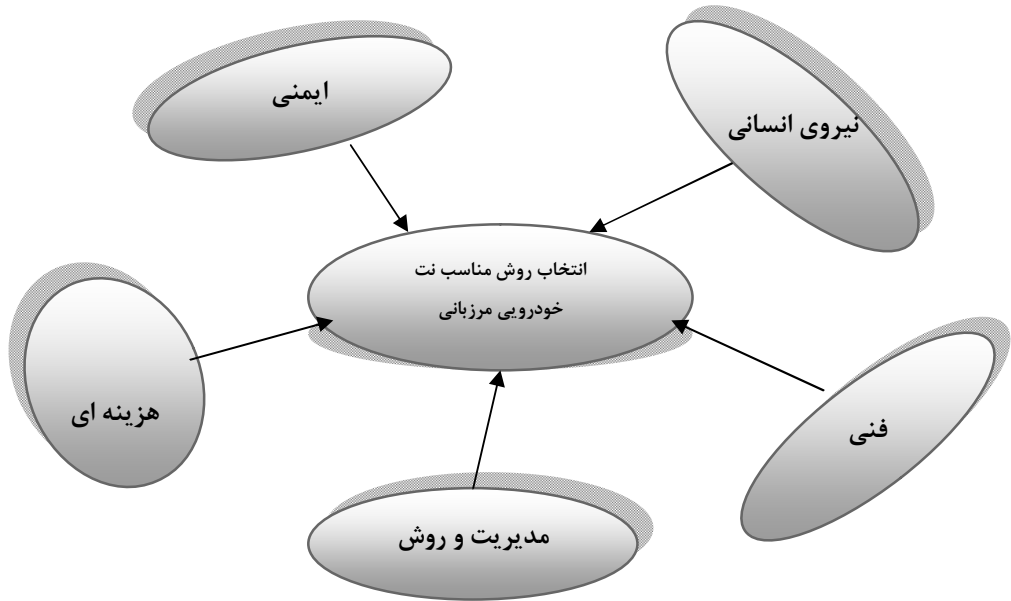 ایمنی
نیروی انسانی
انتخاب روش مناسب نت
خودرویی مرزبانی
هزینه ای
فنی
مدیریت و روش